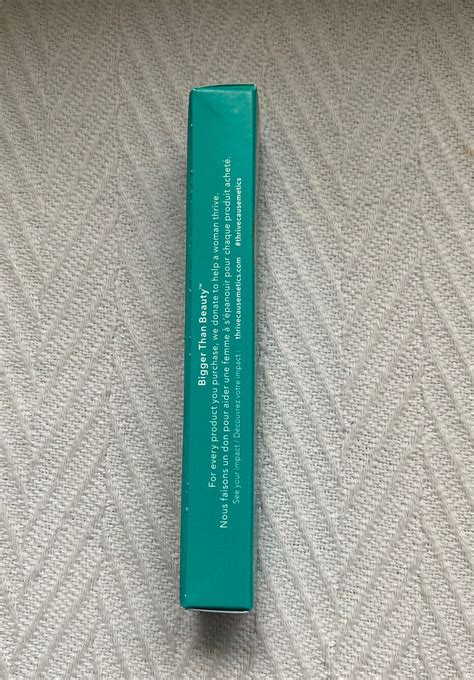 Bigger Than Beauty™
For every product you purchase, we donate to help a woman thrive.
Nous faisons un don pour aider une femme à s'épanouir pour chaque produit acheté.
See your impact / Découvrez votre impact : thrivecausemetics.com #thrivecausemetics